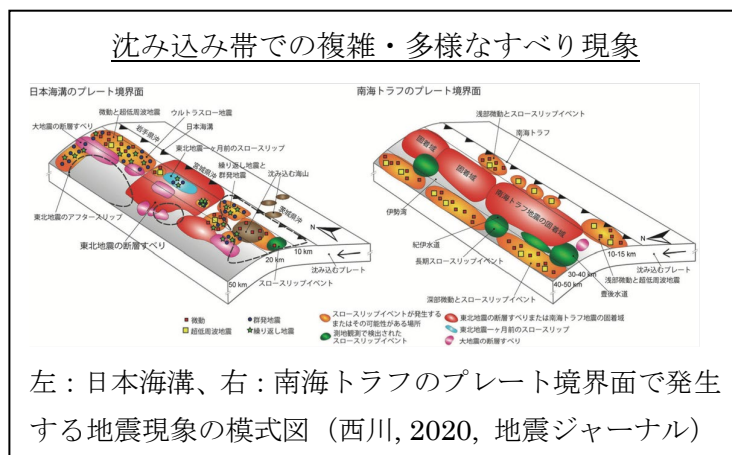 沈み込み帯での複雑・多様なすべり現象
日本海溝のプレート境界面
微動と超低周波地震
ウルトラスロー地震
大地震の断層すべり
岩手県沖
日本海溝
東北地震一ヶ月前のスロースリップ
宮城県沖
繰り返し地震と
群発地震
沈み込む海山
茨城県沖
東北地震のアフタースリップ
東北地震の断層すべり
N
10 km
20 km
50 km
沈み込むプレート
スロースリップイベント
南海トラフのプレート境界面
浅部微動とスロースリップイベント
南海トラフ
固着域
固着域
南海トラフ地震の固着域
伊勢湾
紀伊水道
長期スロースリップイベント
深部微動とスロースリップイベント
N
10-15 km
30-40 km
40-50 km
沈み込むプレート
浅部微動と超低周波地震
豊後水道
微動
群発地震
超低周波地震
繰り返し地震
スロースリップイベントが発生する
またはその可能性がある場所
測地観測で検出された
スロースリップイベント
東北地震の断層すべりまたは南海トラフ地震の固着域
東北地震一ヶ月前のスロースリップ
大地震の断層すべり
左：日本海溝、右：南海トラフのプレート境界面で発生
する地震現象の模式図（西川, 2020, 地震ジャーナル）